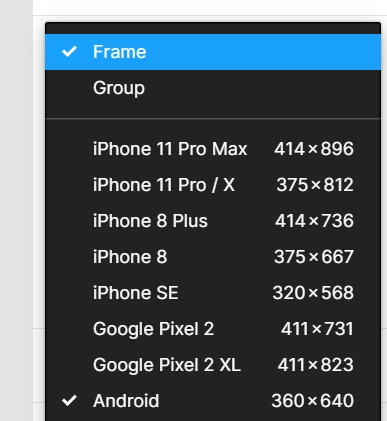 Frame
Group
iPhone 11 Pro Max 414×896
iPhone 11 Pro / X 375×812
iPhone 8 Plus 414×736
iPhone 8 375×667
iPhone SE 320×568
Google Pixel 2 411×731
Google Pixel 2 XL 411×823
Android 360×640